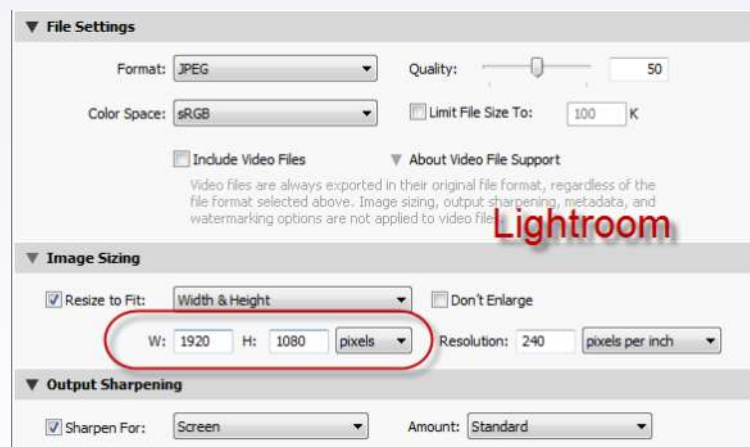 File Settings
Format: JPEG Quality: 50
Color Space: sRGB Limit File Size To: 100 K
Include Video Files About Video File Support
Video files are always exported in their original file format, regardless of the
file format selected above. Image sizing, output sharpening, metadata, and
watermarking options are not applied to video files.
Lightroom
Image Sizing
Resize to Fit: Width & Height Don't Enlarge
W: 1920 H: 1080 pixels Resolution: 240 pixels per inch
Output Sharpening
Sharpen For: Screen Amount: Standard